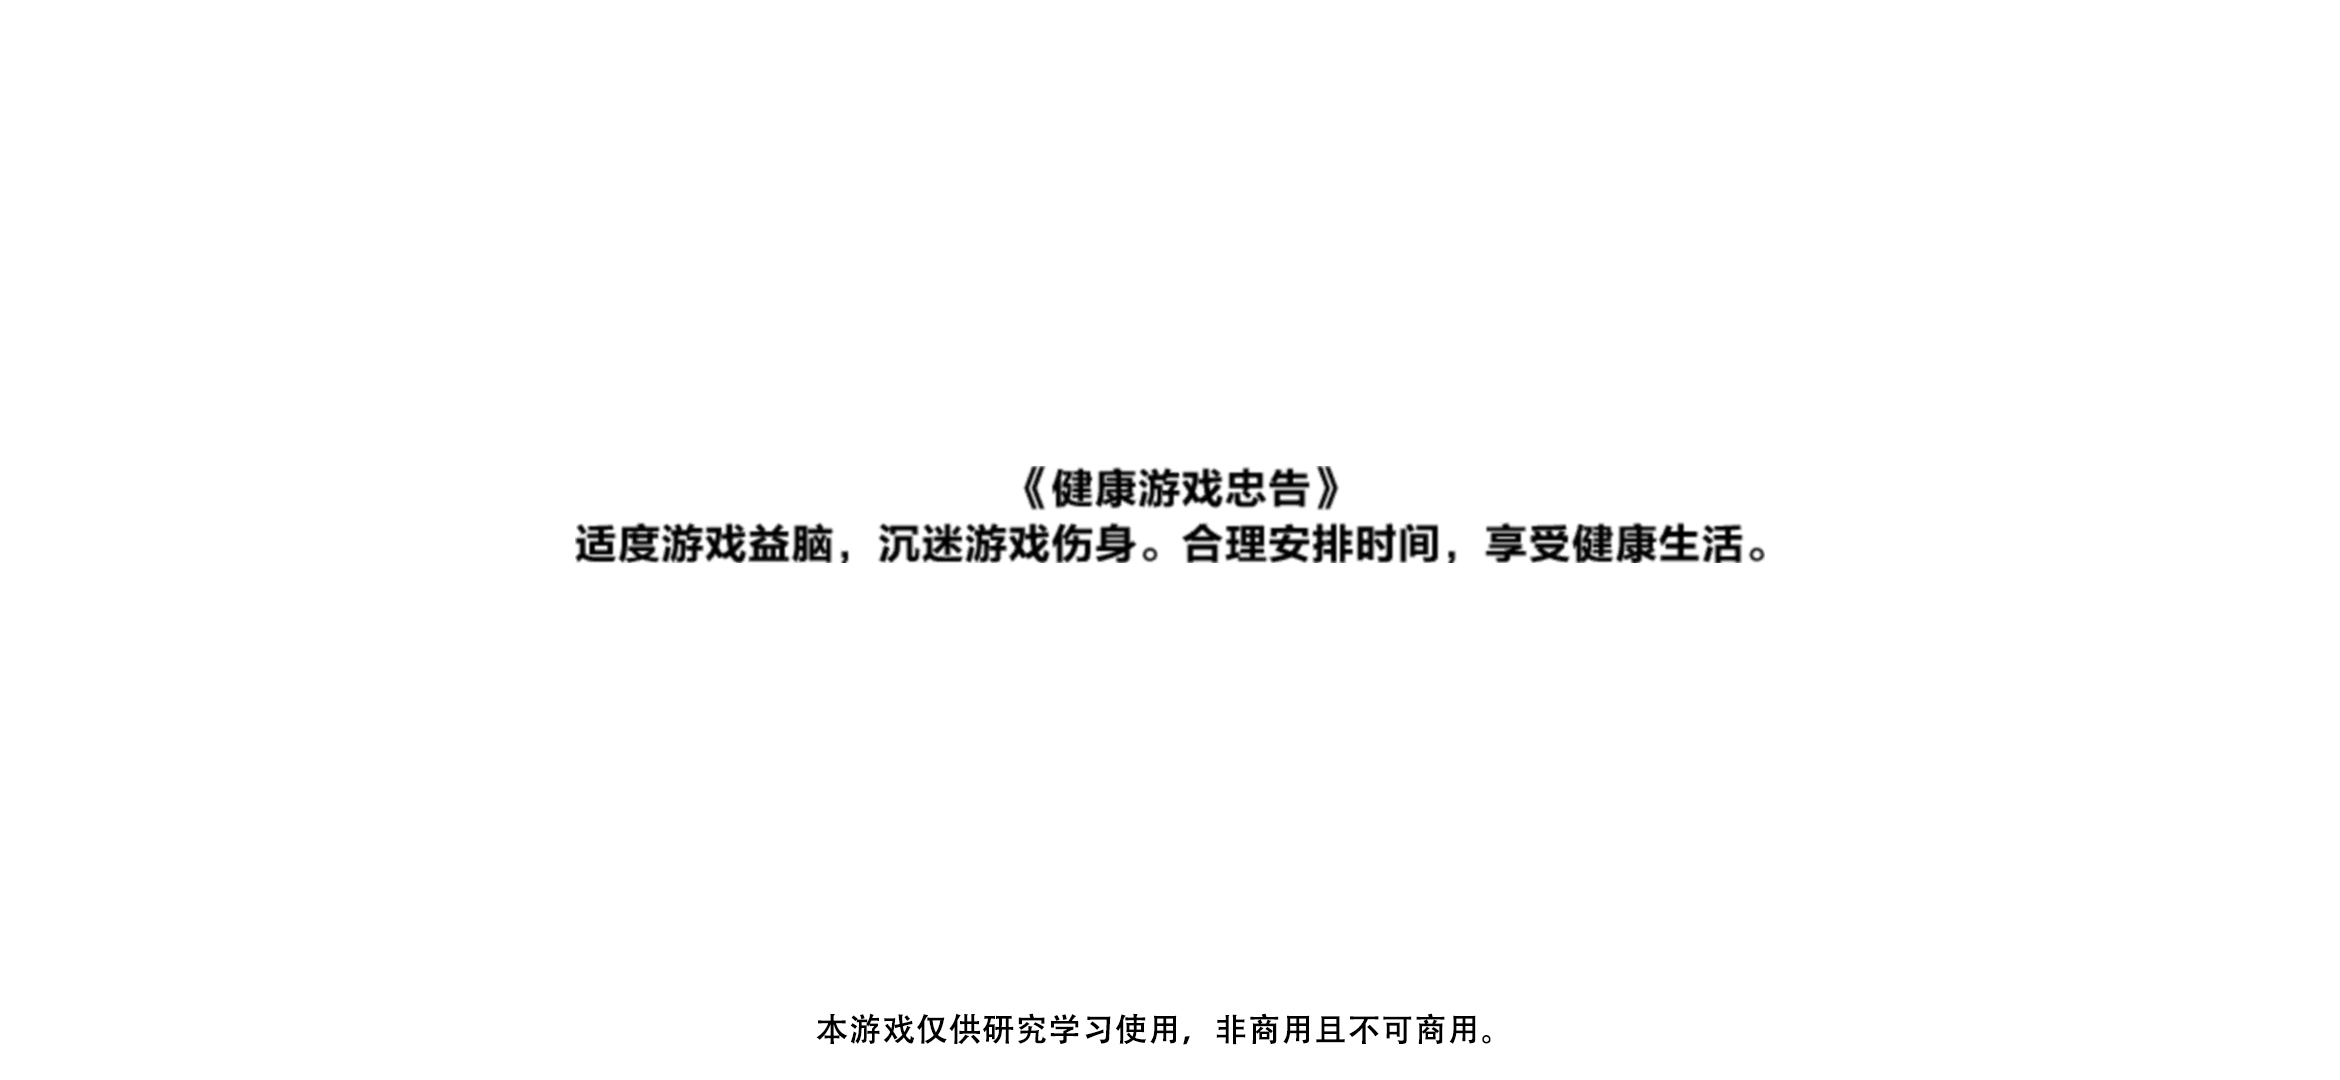 《健康游戏忠告》
适度游戏益脑，沉迷游戏伤身。合理安排时间，享受健康生活。
本游戏仅供研究学习使用，非商用且不可商用。